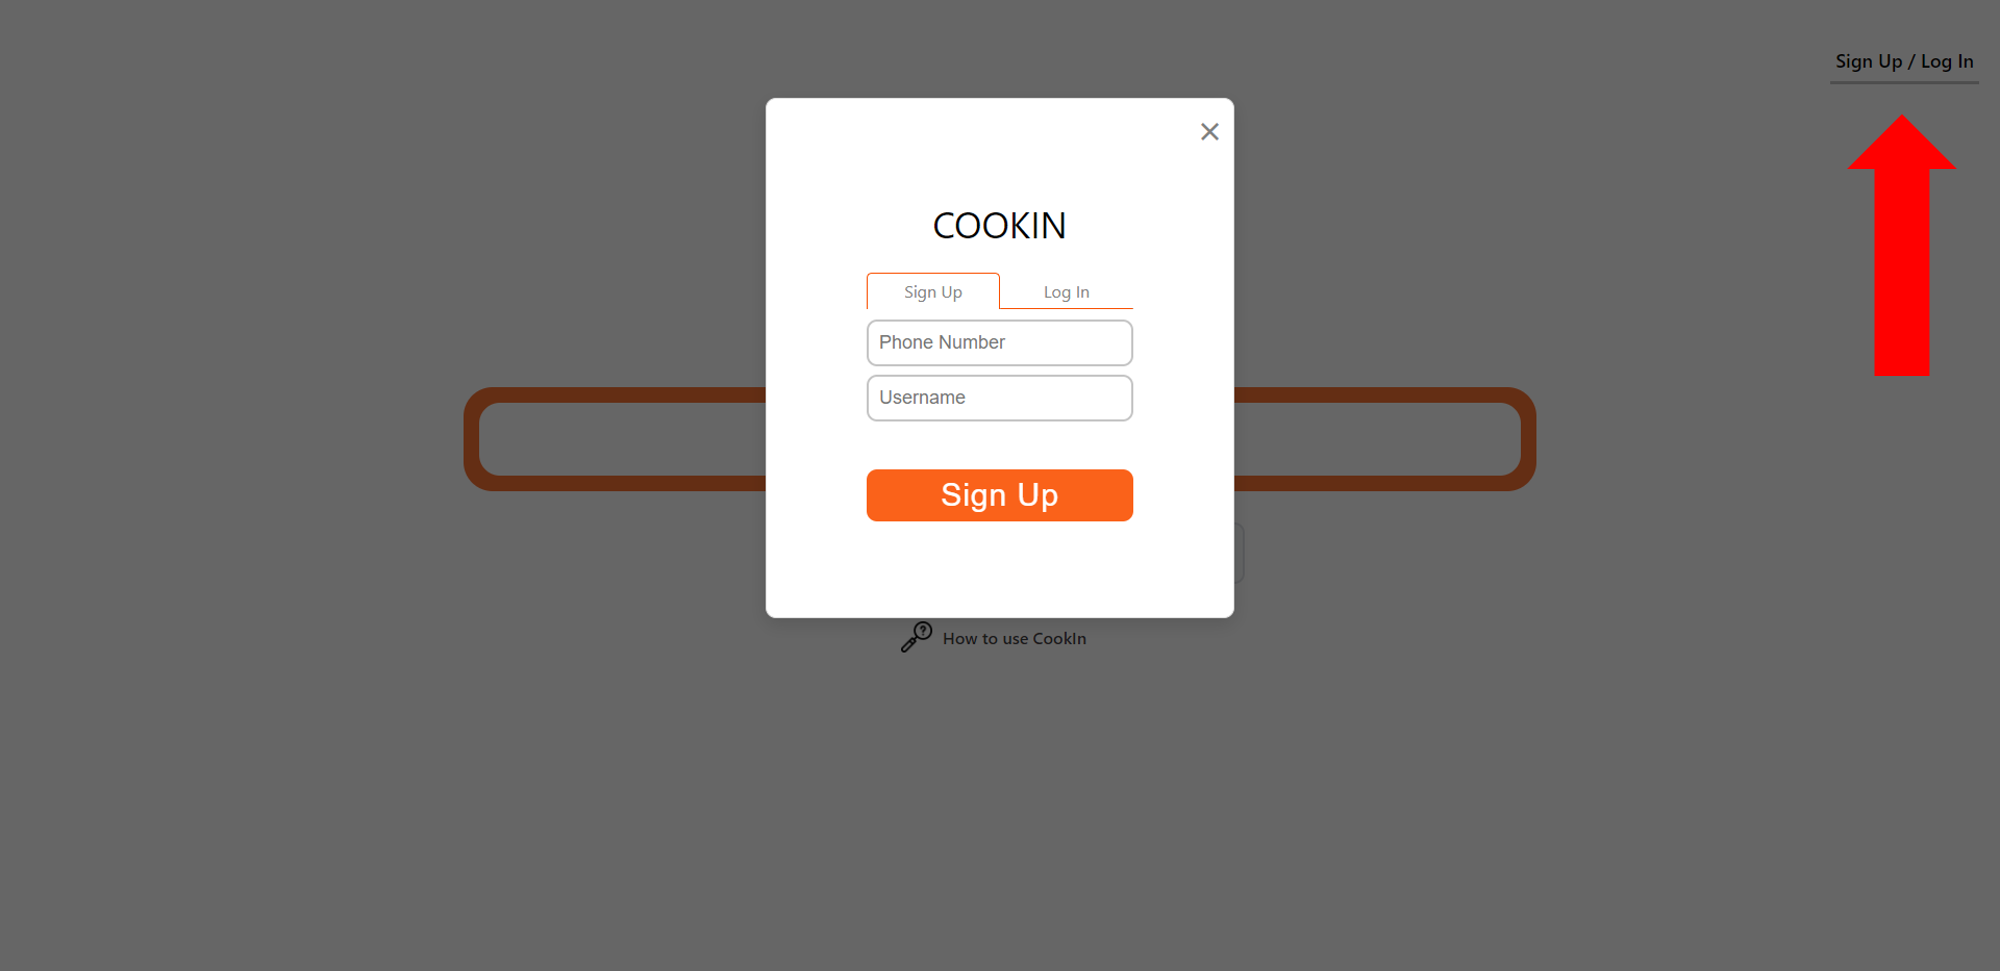 Sign Up / Log In
COOKIN
Sign Up
Log In
Phone Number
Username
Sign Up
How to use CookIn